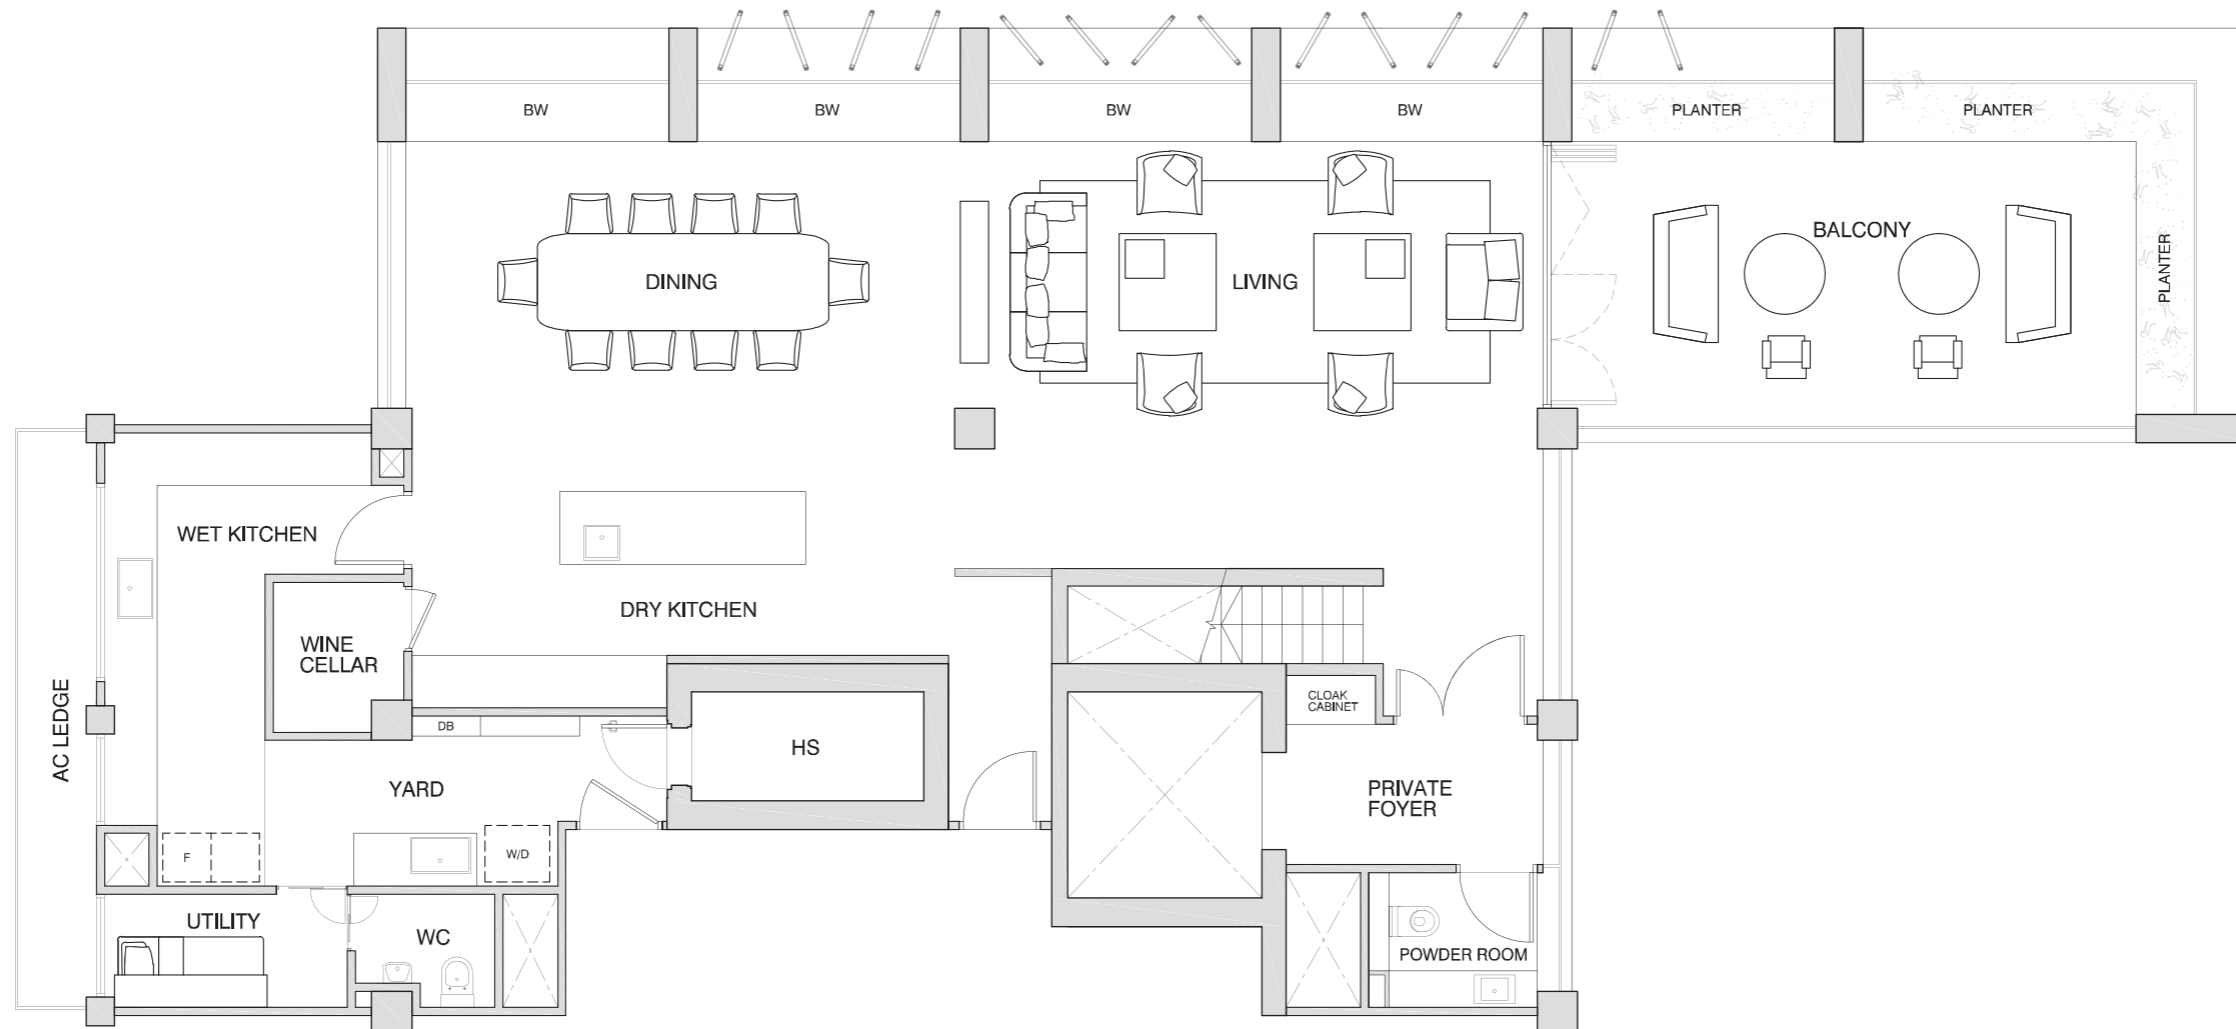 BW
BW
BW
BW
PLANTER
PLANTER
PLANTER
BALCONY
DINING
LIVING
WET KITCHEN
DRY KITCHEN
WINE
CELLAR
AC LEDGE
CLOAK
CABINET
DB
HS
YARD
PRIVATE
FOYER
F
W/D
UTILITY
WC
POWDER ROOM